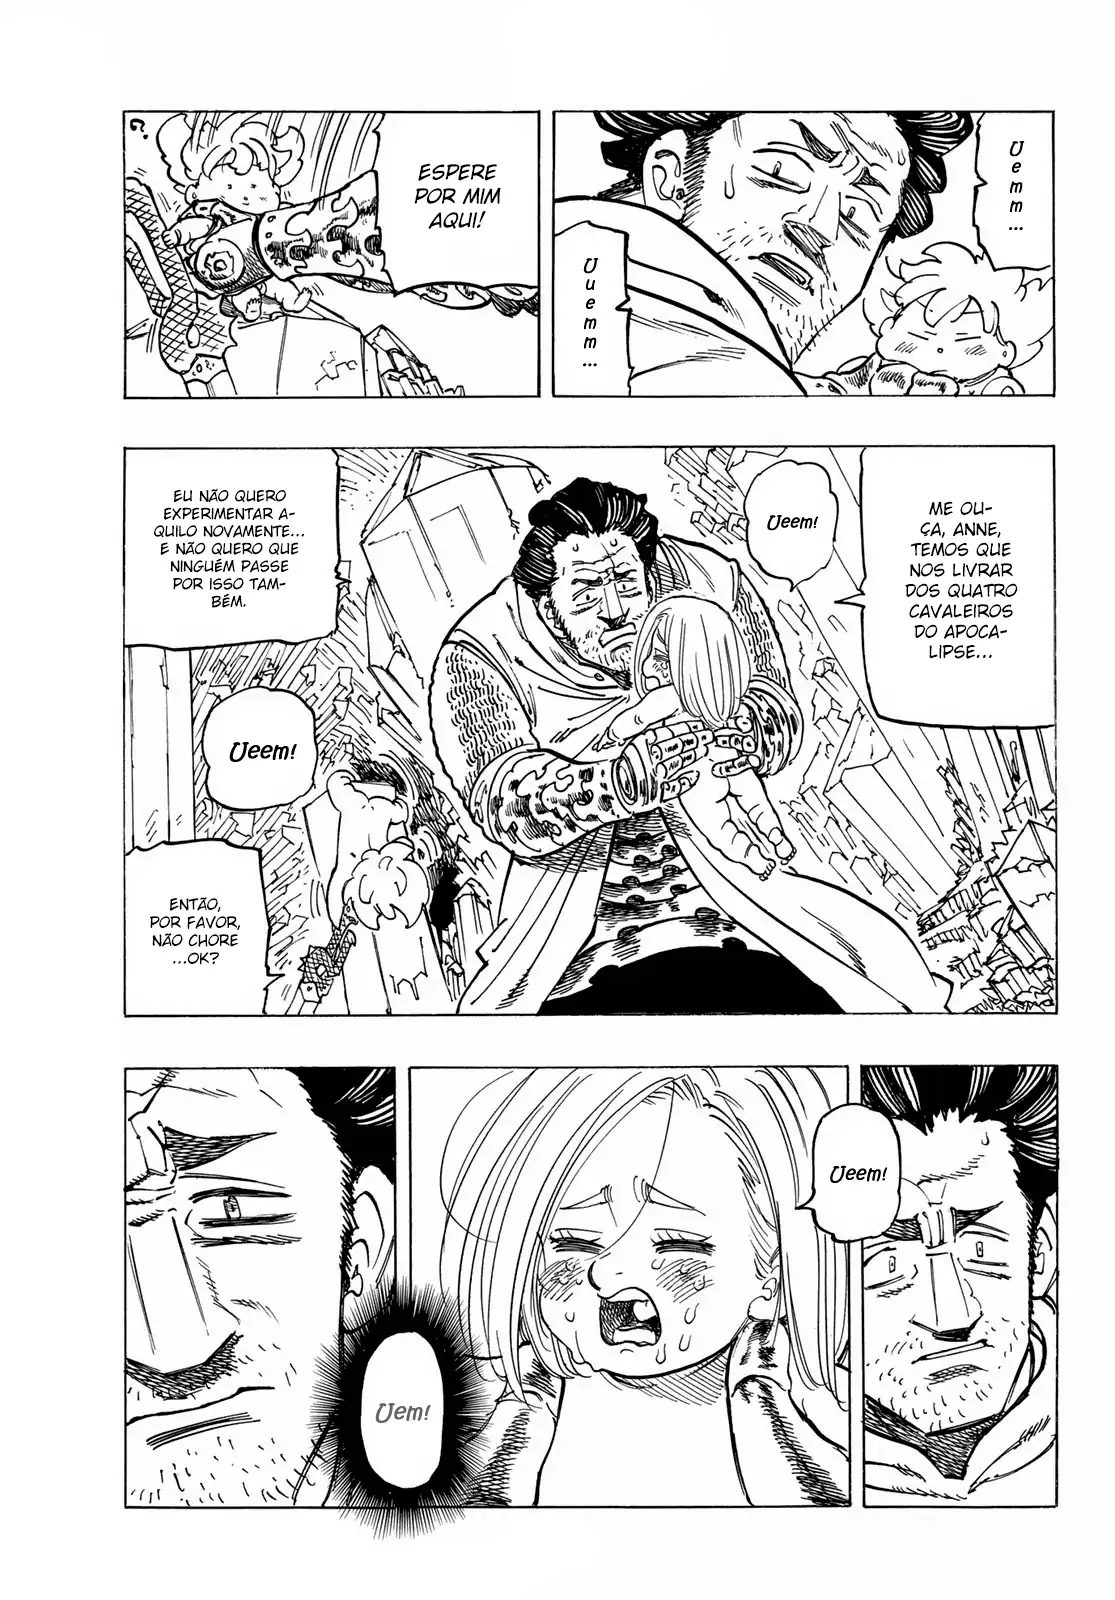 Uemm
...
Uuemm
...
ESPERE
POR MIM
AQUI!
ME OU-
ÇA, ANNE,
TEMOS QUE
NOS LIVRAR
DOS QUATRO
CAVALEIROS
DO APOCA-
LIPSE...
Ueem!
EU NÃO QUERO
EXPERIMENTAR A-
QUILO NOVAMENTE...
E NÃO QUERO QUE
NINGUÉM PASSE
POR ISSO TAM-
BÉM.
Ueem!
ENTÃO,
POR FAVOR,
NÃO CHORE
...OK?
Ueem!
Uem!